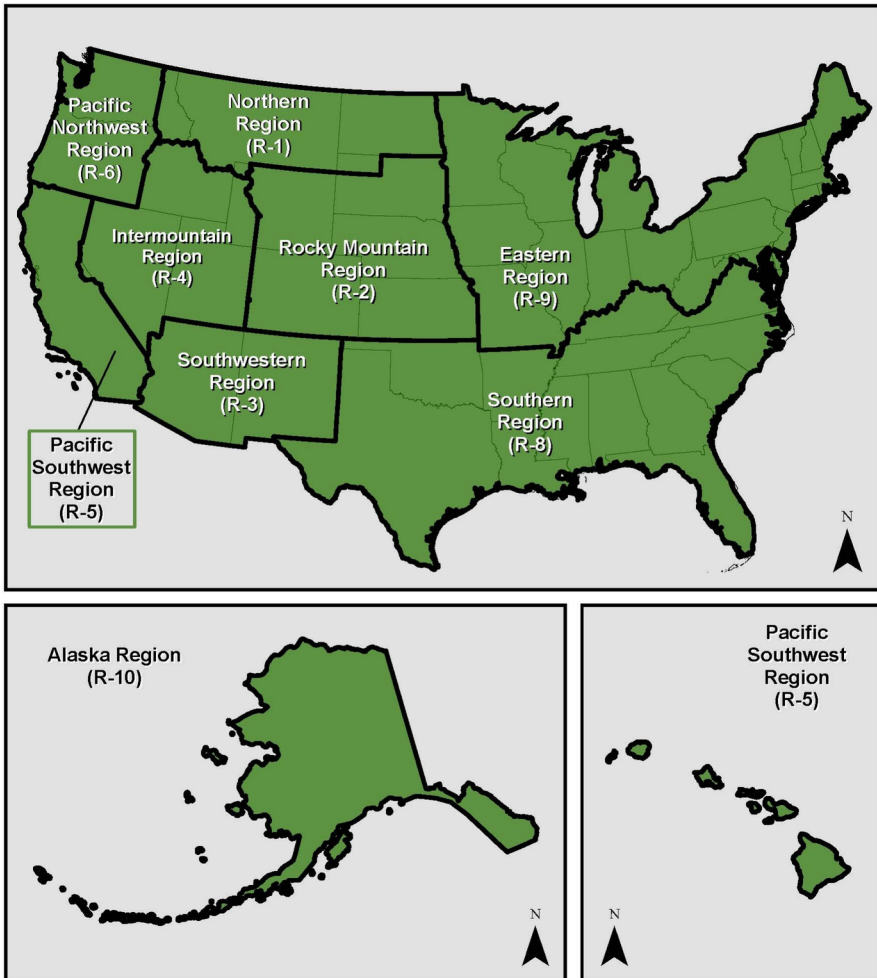 Pacific
Northwest
Region
(R-6)
Northern
Region
(R-1)
Intermountain
Region
(R-4)
Rocky Mountain
Region
(R-2)
Eastern
Region
(R-9)
Southwestern
Region
(R-3)
Southern
Region
(R-8)
Pacific
Southwest
Region
(R-5)
N
Alaska Region
(R-10)
N
Pacific
Southwest
Region
(R-5)
N